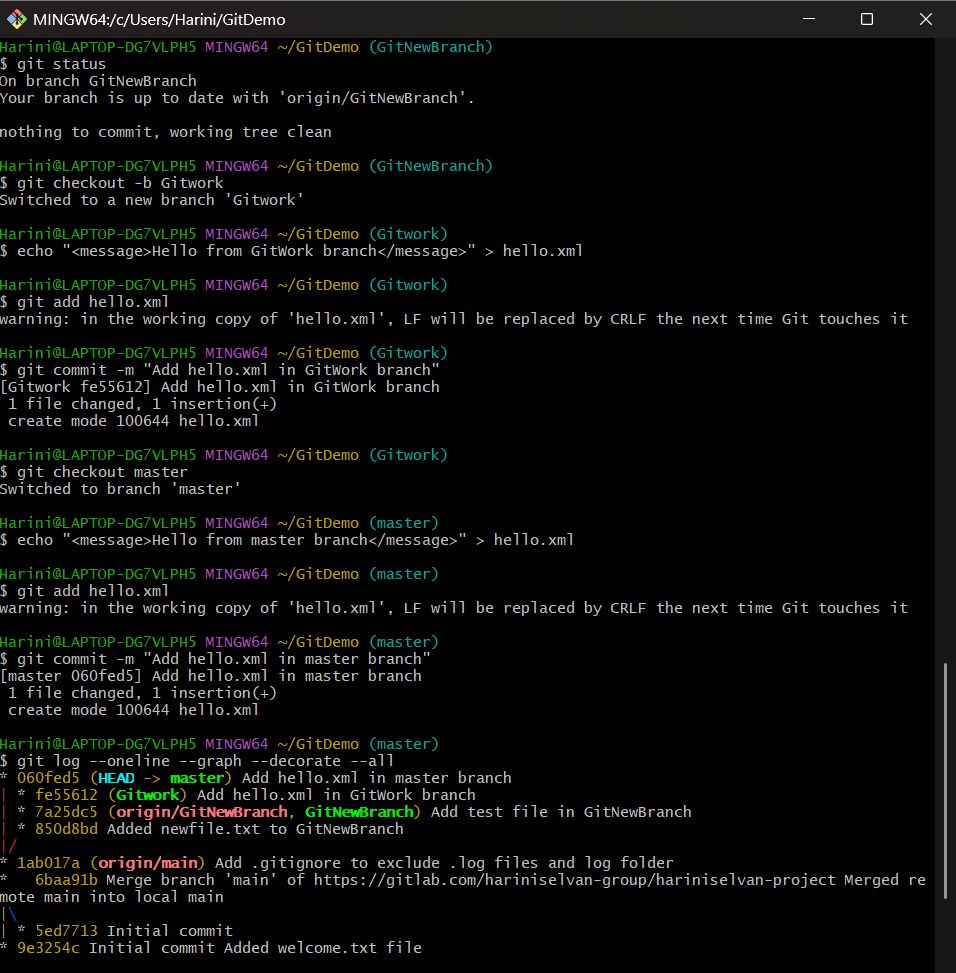 MINGW64:/c/Users/Harini/GitDemo
Harini@LAPTOP-DG7VLPH5 MINGW64 ~/GitDemo (GitNewBranch)
$ git status
On branch GitNewBranch
Your branch is up to date with 'origin/GitNewBranch'.
nothing to commit, working tree clean
Harini@LAPTOP-DG7VLPH5 MINGW64 ~/GitDemo (GitNewBranch)
$ git checkout -b Gitwork
Switched to a new branch 'Gitwork'
Harini@LAPTOP-DG7VLPH5 MINGW64 ~/GitDemo (Gitwork)
$ echo "<message>Hello from GitWork branch</message>" > hello.xml
Harini@LAPTOP-DG7VLPH5 MINGW64 ~/GitDemo (Gitwork)
$ git add hello.xml
warning: in the working copy of 'hello.xml', LF will be replaced by CRLF the next time Git touches it
Harini@LAPTOP-DG7VLPH5 MINGW64 ~/GitDemo (Gitwork)
$ git commit -m "Add hello.xml in GitWork branch"
[Gitwork fe55612] Add hello.xml in GitWork branch
 1 file changed, 1 insertion(+)
 create mode 100644 hello.xml
Harini@LAPTOP-DG7VLPH5 MINGW64 ~/GitDemo (Gitwork)
$ git checkout master
Switched to branch 'master'
Harini@LAPTOP-DG7VLPH5 MINGW64 ~/GitDemo (master)
$ echo "<message>Hello from master branch</message>" > hello.xml
Harini@LAPTOP-DG7VLPH5 MINGW64 ~/GitDemo (master)
$ git add hello.xml
warning: in the working copy of 'hello.xml', LF will be replaced by CRLF the next time Git touches it
Harini@LAPTOP-DG7VLPH5 MINGW64 ~/GitDemo (master)
$ git commit -m "Add hello.xml in master branch"
[master 060fed5] Add hello.xml in master branch
 1 file changed, 1 insertion(+)
 create mode 100644 hello.xml
Harini@LAPTOP-DG7VLPH5 MINGW64 ~/GitDemo (master)
$ git log --oneline --graph --decorate --all
* 060fed5 (HEAD -> master) Add hello.xml in master branch
| * fe55612 (Gitwork) Add hello.xml in GitWork branch
| * 7a25dc5 (origin/GitNewBranch, GitNewBranch) Add test file in GitNewBranch
| * 850d8bd Added newfile.txt to GitNewBranch
|/
* 1ab017a (origin/main) Add .gitignore to exclude .log files and log folder
*   6baa91b Merge branch 'main' of https://gitlab.com/hariniselvan-group/hariniselvan-project Merged re
mote main into local main
|\
| * 5ed7713 Initial commit
* 9e3254c Initial commit Added welcome.txt file